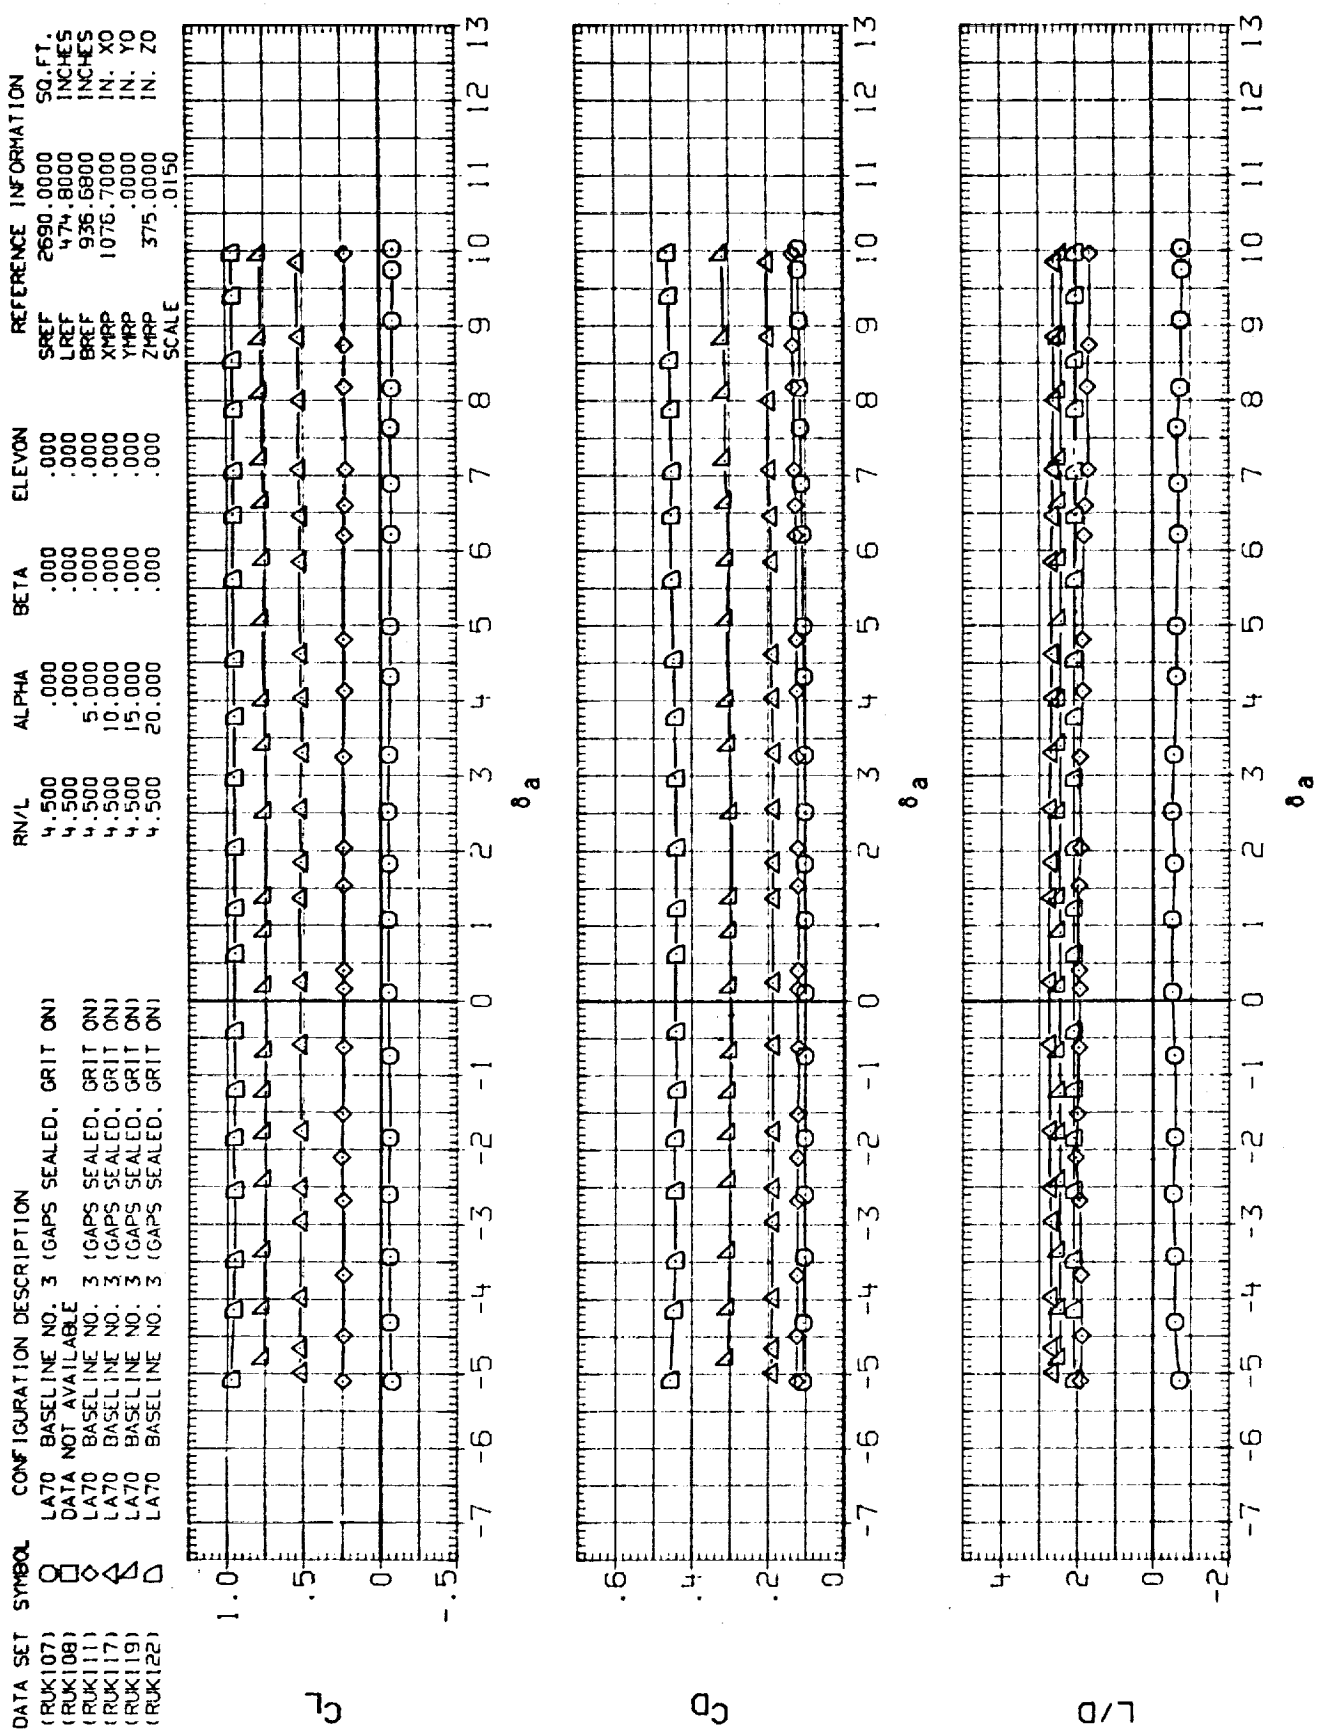 DATA SET SYMBOL CONFIGURATION DESCRIPTION RN/L ALPHA BETA ELEVON REFERENCE INFORMATION
(RUK107) LA70 BASELINE NO. 3 (GAPS SEALED, GRIT ON) 4.500 .000 .000 .000 SREF 2690.0000 SQ.FT.
(RUK108) DATA NOT AVAILABLE 4.500 .000 .000 .000 LREF 474.8000 INCHES
(RUK111) LA70 BASELINE NO. 3 (GAPS SEALED, GRIT ON) 4.500 5.000 .000 .000 BREF 936.6800 INCHES
(RUK117) LA70 BASELINE NO. 3 (GAPS SEALED, GRIT ON) 4.500 10.000 .000 .000 XMRP 1076.7000 IN. XO
(RUK119) LA70 BASELINE NO. 3 (GAPS SEALED, GRIT ON) 4.500 15.000 .000 .000 YMRP .0000 IN. YO
(RUK122) LA70 BASELINE NO. 3 (GAPS SEALED, GRIT ON) 4.500 20.000 .000 .000 ZMRP 375.0000 IN. ZO
SCALE .0150
CL
1.0
.5
0
-.5
-7 -6 -5 -4 -3 -2 -1 0 1 2 3 4 5 6 7 8 9 10 11 12 13
δa
CD
.6
.4
.2
0
-7 -6 -5 -4 -3 -2 -1 0 1 2 3 4 5 6 7 8 9 10 11 12 13
δa
L/D
4
2
0
-2
-7 -6 -5 -4 -3 -2 -1 0 1 2 3 4 5 6 7 8 9 10 11 12 13
δa